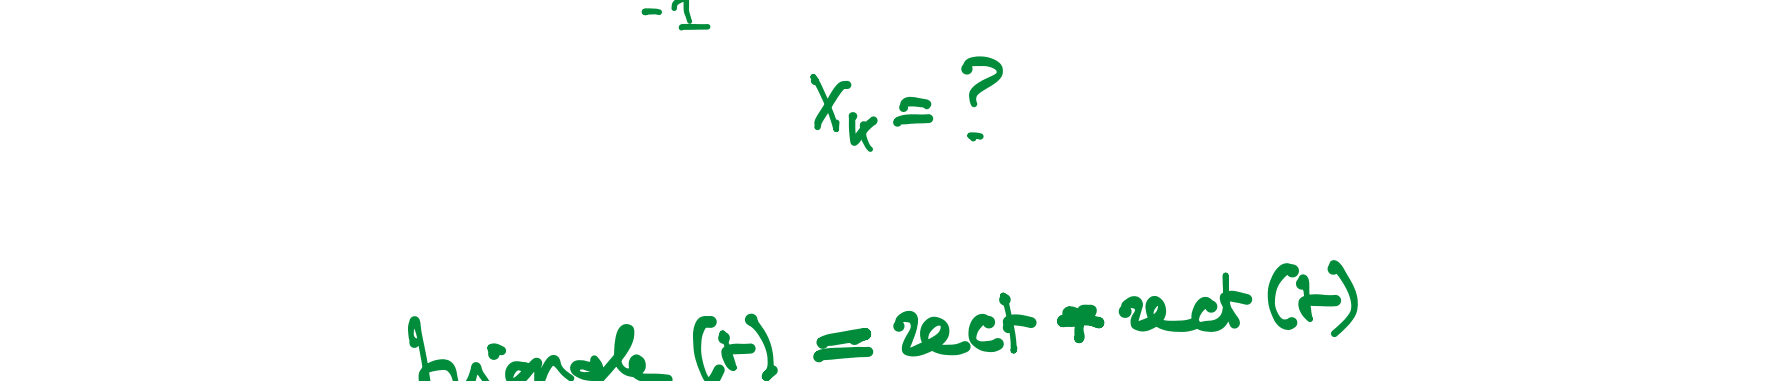 -1
X_k = ?
triangle (t) = rect * rect (t)